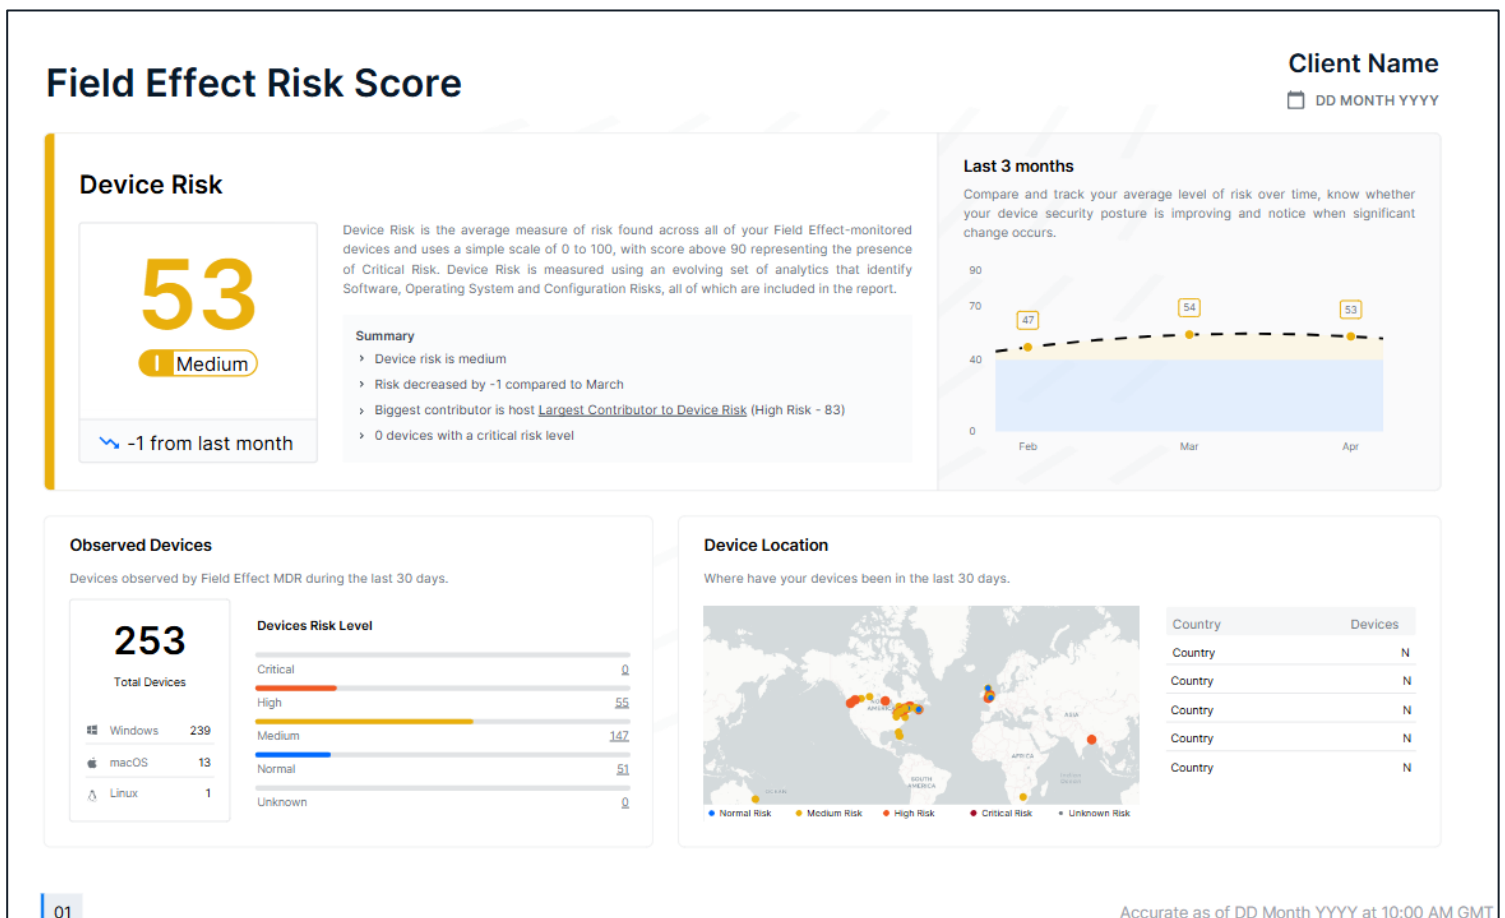 Field Effect Risk Score
Client Name
DD MONTH YYYY
Device Risk
53
Medium
-1 from last month
Device Risk is the average measure of risk found across all of your Field Effect-monitored
devices and uses a simple scale of 0 to 100, with score above 90 representing the presence
of Critical Risk. Device Risk is measured using an evolving set of analytics that identify
Software, Operating System and Configuration Risks, all of which are included in the report.
Summary
› Device risk is medium
› Risk decreased by -1 compared to March
› Biggest contributor is host Largest Contributor to Device Risk (High Risk - 83)
› 0 devices with a critical risk level
Last 3 months
Compare and track your average level of risk over time, know whether
your device security posture is improving and notice when significant
change occurs.
90
70
40
0
47
54
53
Feb
Mar
Apr
Observed Devices
Devices observed by Field Effect MDR during the last 30 days.
253
Total Devices
Windows 239
macOS 13
Linux 1
Devices Risk Level
Critical 0
High 55
Medium 147
Normal 51
Unknown 0
Device Location
Where have your devices been in the last 30 days.
ASIA
AFRICA
SOUTH
AMERICA
Indian
Ocean
Normal Risk
Medium Risk
High Risk
Critical Risk
Unknown Risk
Country Devices
Country N
Country N
Country N
Country N
Country N
01
Accurate as of DD Month YYYY at 10:00 AM GMT